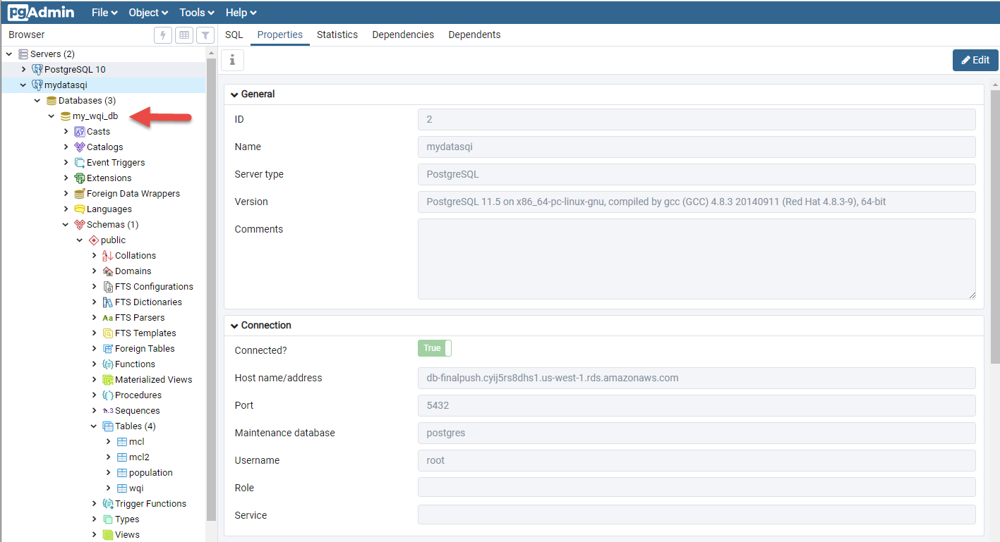 pgAdmin File Object Tools Help
Browser
SQL Properties Statistics Dependencies Dependents
Servers (2)
PostgreSQL 10
mydatasqi
Databases (3)
my_wqi_db
Casts
Catalogs
Event Triggers
Extensions
Foreign Data Wrappers
Languages
Schemas (1)
public
Collations
Domains
FTS Configurations
FTS Dictionaries
Aa FTS Parsers
FTS Templates
Foreign Tables
Functions
Materialized Views
Procedures
1..3 Sequences
Tables (4)
mcl
mcl2
population
wqi
Trigger Functions
Types
Views
i
Edit
General
ID 2
Name mydatasqi
Server type PostgreSQL
Version PostgreSQL 11.5 on x86_64-pc-linux-gnu, compiled by gcc (GCC) 4.8.3 20140911 (Red Hat 4.8.3-9), 64-bit
Comments
Connection
Connected? True
Host name/address db-finalpush.cyij5rs8dhs1.us-west-1.rds.amazonaws.com
Port 5432
Maintenance database postgres
Username root
Role
Service